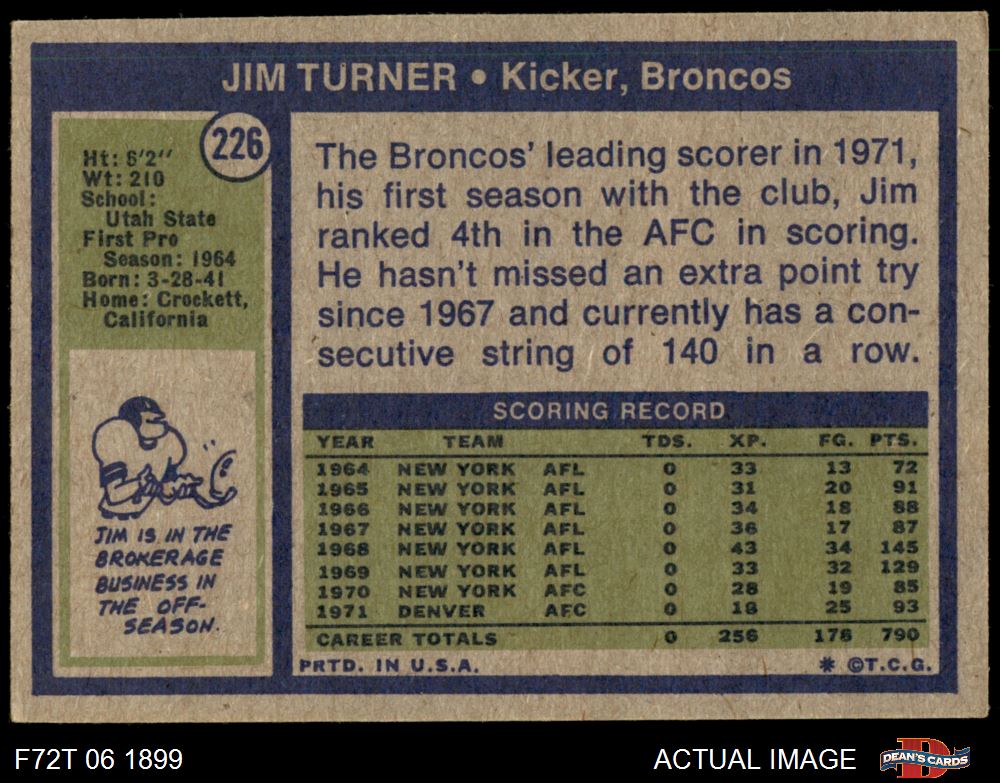 JIM TURNER • Kicker, Broncos
226
Ht: 6'2"
Wt: 210
School:
Utah State
First Pro
Season: 1964
Born: 3-28-41
Home: Crockett,
California
JIM IS IN THE
BROKERAGE
BUSINESS IN
THE OFF-
SEASON.
The Broncos' leading scorer in 1971,
his first season with the club, Jim
ranked 4th in the AFC in scoring.
He hasn't missed an extra point try
since 1967 and currently has a con-
secutive string of 140 in a row.
SCORING RECORD
YEAR TEAM TDS. XP. FG. PTS.
1964 NEW YORK AFL 0 33 13 72
1965 NEW YORK AFL 0 31 20 91
1966 NEW YORK AFL 0 34 18 88
1967 NEW YORK AFL 0 36 17 87
1968 NEW YORK AFL 0 43 34 145
1969 NEW YORK AFL 0 33 32 129
1970 NEW YORK AFC 0 28 19 85
1971 DENVER AFC 0 18 25 93
CAREER TOTALS 0 256 178 790
PRTD. IN U.S.A. * ©T.C.G.
F72T 06 1899
ACTUAL IMAGE
DEAN'S CARDS